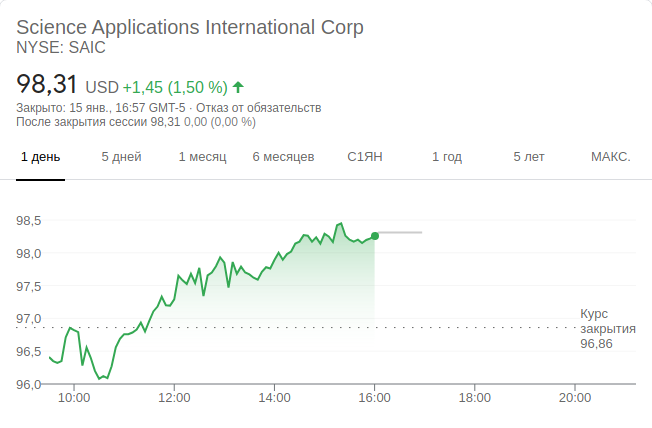 Science Applications International Corp
NYSE: SAIC
98,31 USD +1,45 (1,50 %)
Закрыто: 15 янв., 16:57 GMT-5 · Отказ от обязательств
После закрытия сессии 98,31 0,00 (0,00 %)
1 день 5 дней 1 месяц 6 месяцев С1ЯН 1 год 5 лет МАКС.
98,5
98,0
97,5
97,0
Курс
закрытия
96,86
96,5
96,0
10:00 12:00 14:00 16:00 18:00 20:00